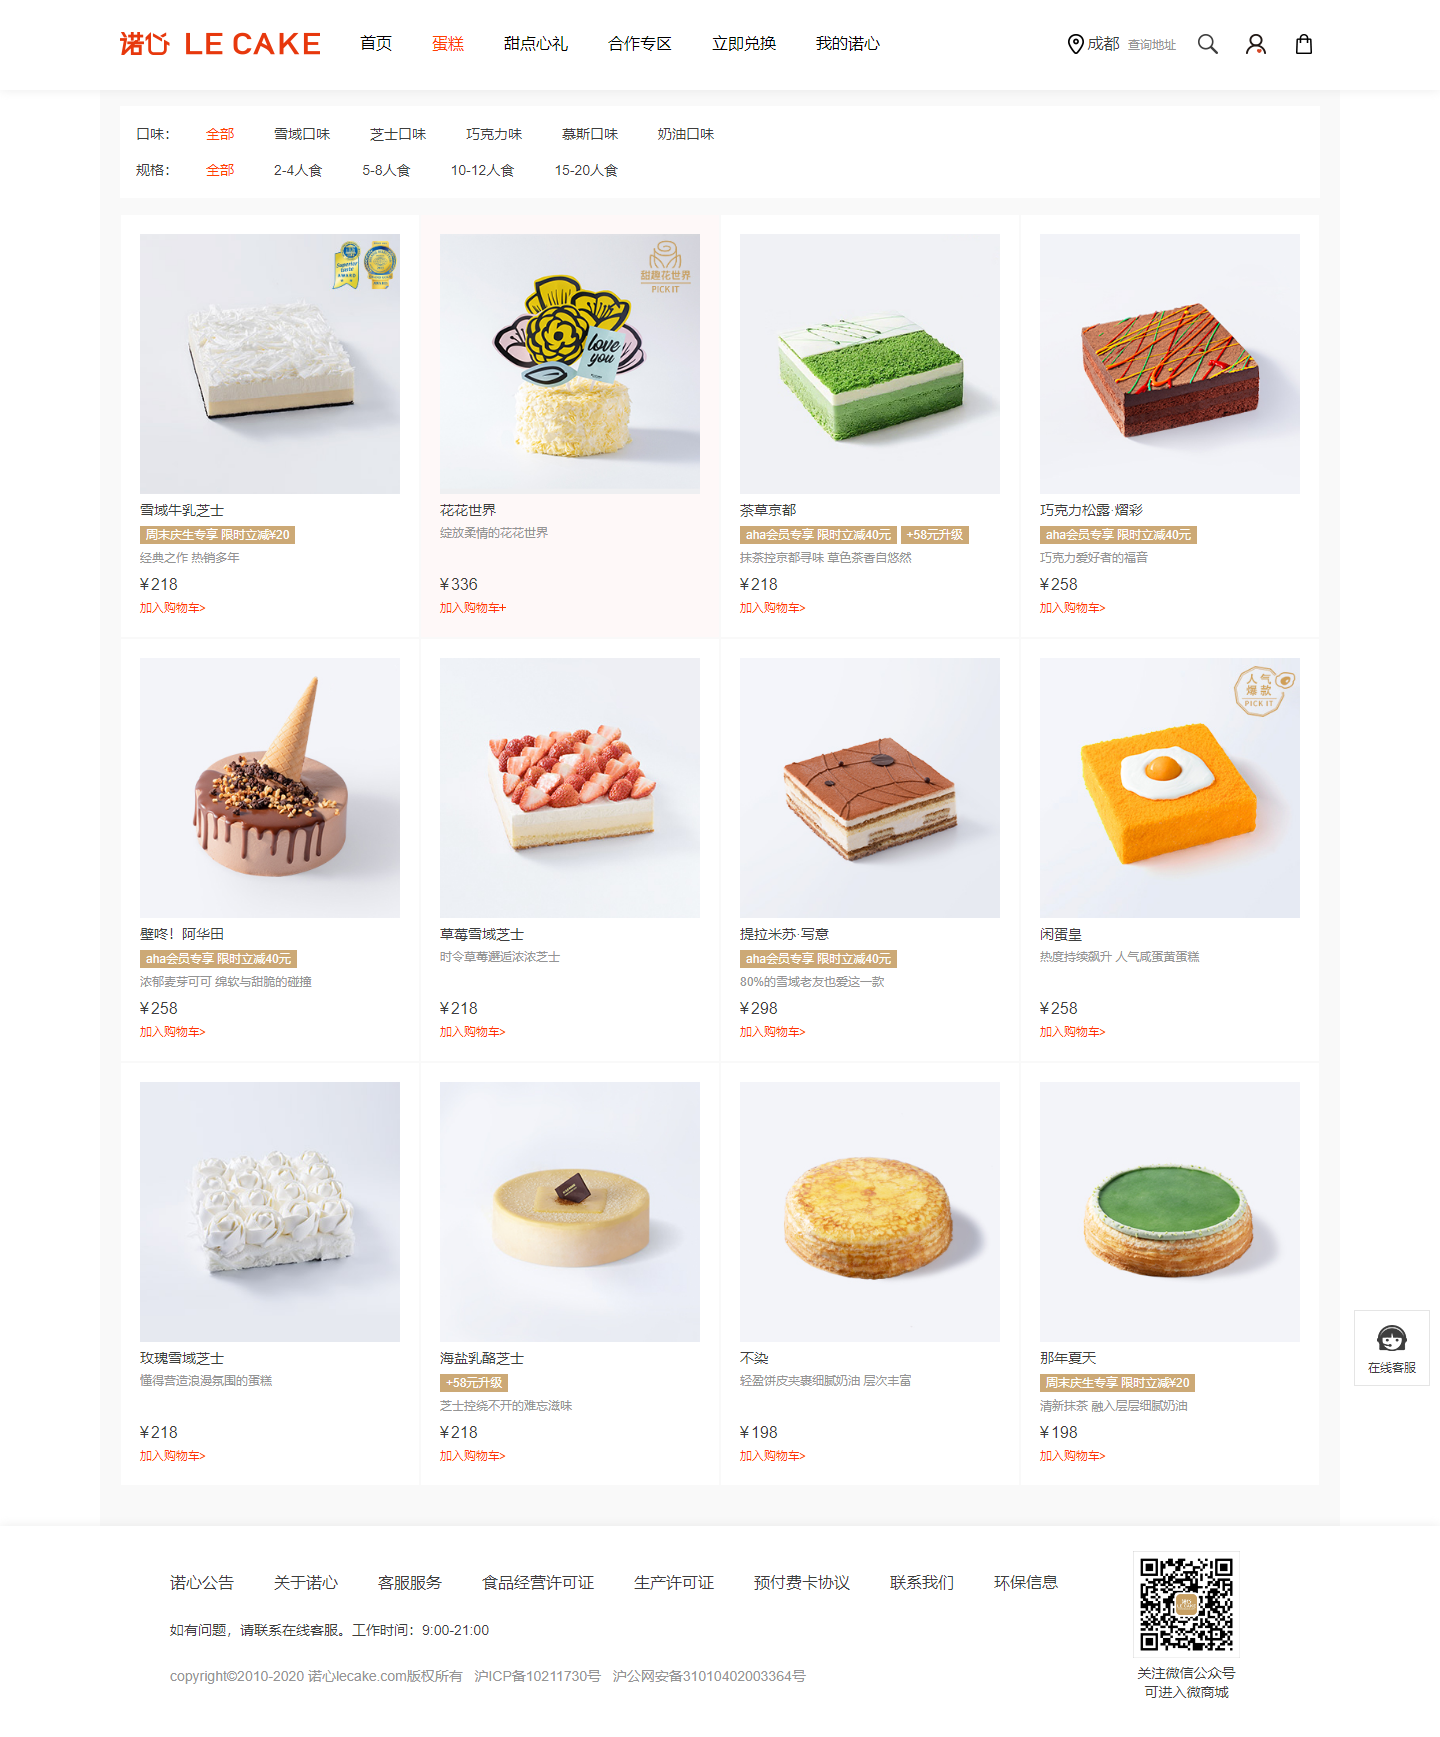 诺心 LE CAKE 首页 蛋糕 甜点心礼 合作专区 立即兑换 我的诺心 成都 查询地址
口味： 全部 雪域口味 芝士口味 巧克力味 慕斯口味 奶油口味
规格： 全部 2-4人食 5-8人食 10-12人食 15-20人食
Superior Taste AWARD
甜趣花世界
PICK IT
love you
雪域牛乳芝士
周末庆生专享 限时立减¥20
经典之作 热销多年
¥218
加入购物车>
花花世界
绽放柔情的花花世界
¥336
加入购物车+
茶草京都
aha会员专享 限时立减40元 +58元升级
抹茶控京都寻味 草色茶香自悠然
¥218
加入购物车>
巧克力松露·熠彩
aha会员专享 限时立减40元
巧克力爱好者的福音
¥258
加入购物车>
人气
爆款
PICK IT
壁咚！阿华田
aha会员专享 限时立减40元
浓郁麦芽可可 绵软与甜脆的碰撞
¥258
加入购物车>
草莓雪域芝士
时令草莓邂逅浓浓芝士
¥218
加入购物车>
提拉米苏·写意
aha会员专享 限时立减40元
80%的雪域老友也爱这一款
¥298
加入购物车>
闲蛋皇
热度持续飙升 人气咸蛋黄蛋糕
¥258
加入购物车>
玫瑰雪域芝士
懂得营造浪漫氛围的蛋糕
¥218
加入购物车>
海盐乳酪芝士
+58元升级
芝士控绕不开的难忘滋味
¥218
加入购物车>
不染
轻盈饼皮夹裹细腻奶油 层次丰富
¥198
加入购物车>
那年夏天
周末庆生专享 限时立减¥20
清新抹茶 融入层层细腻奶油
¥198
加入购物车>
在线客服
诺心公告 关于诺心 客服服务 食品经营许可证 生产许可证 预付费卡协议 联系我们 环保信息
如有问题，请联系在线客服。工作时间：9:00-21:00
copyright©2010-2020 诺心lecake.com版权所有 沪ICP备10211730号 沪公网安备31010402003364号
诺心
LE CAKE
关注微信公众号
可进入微商城